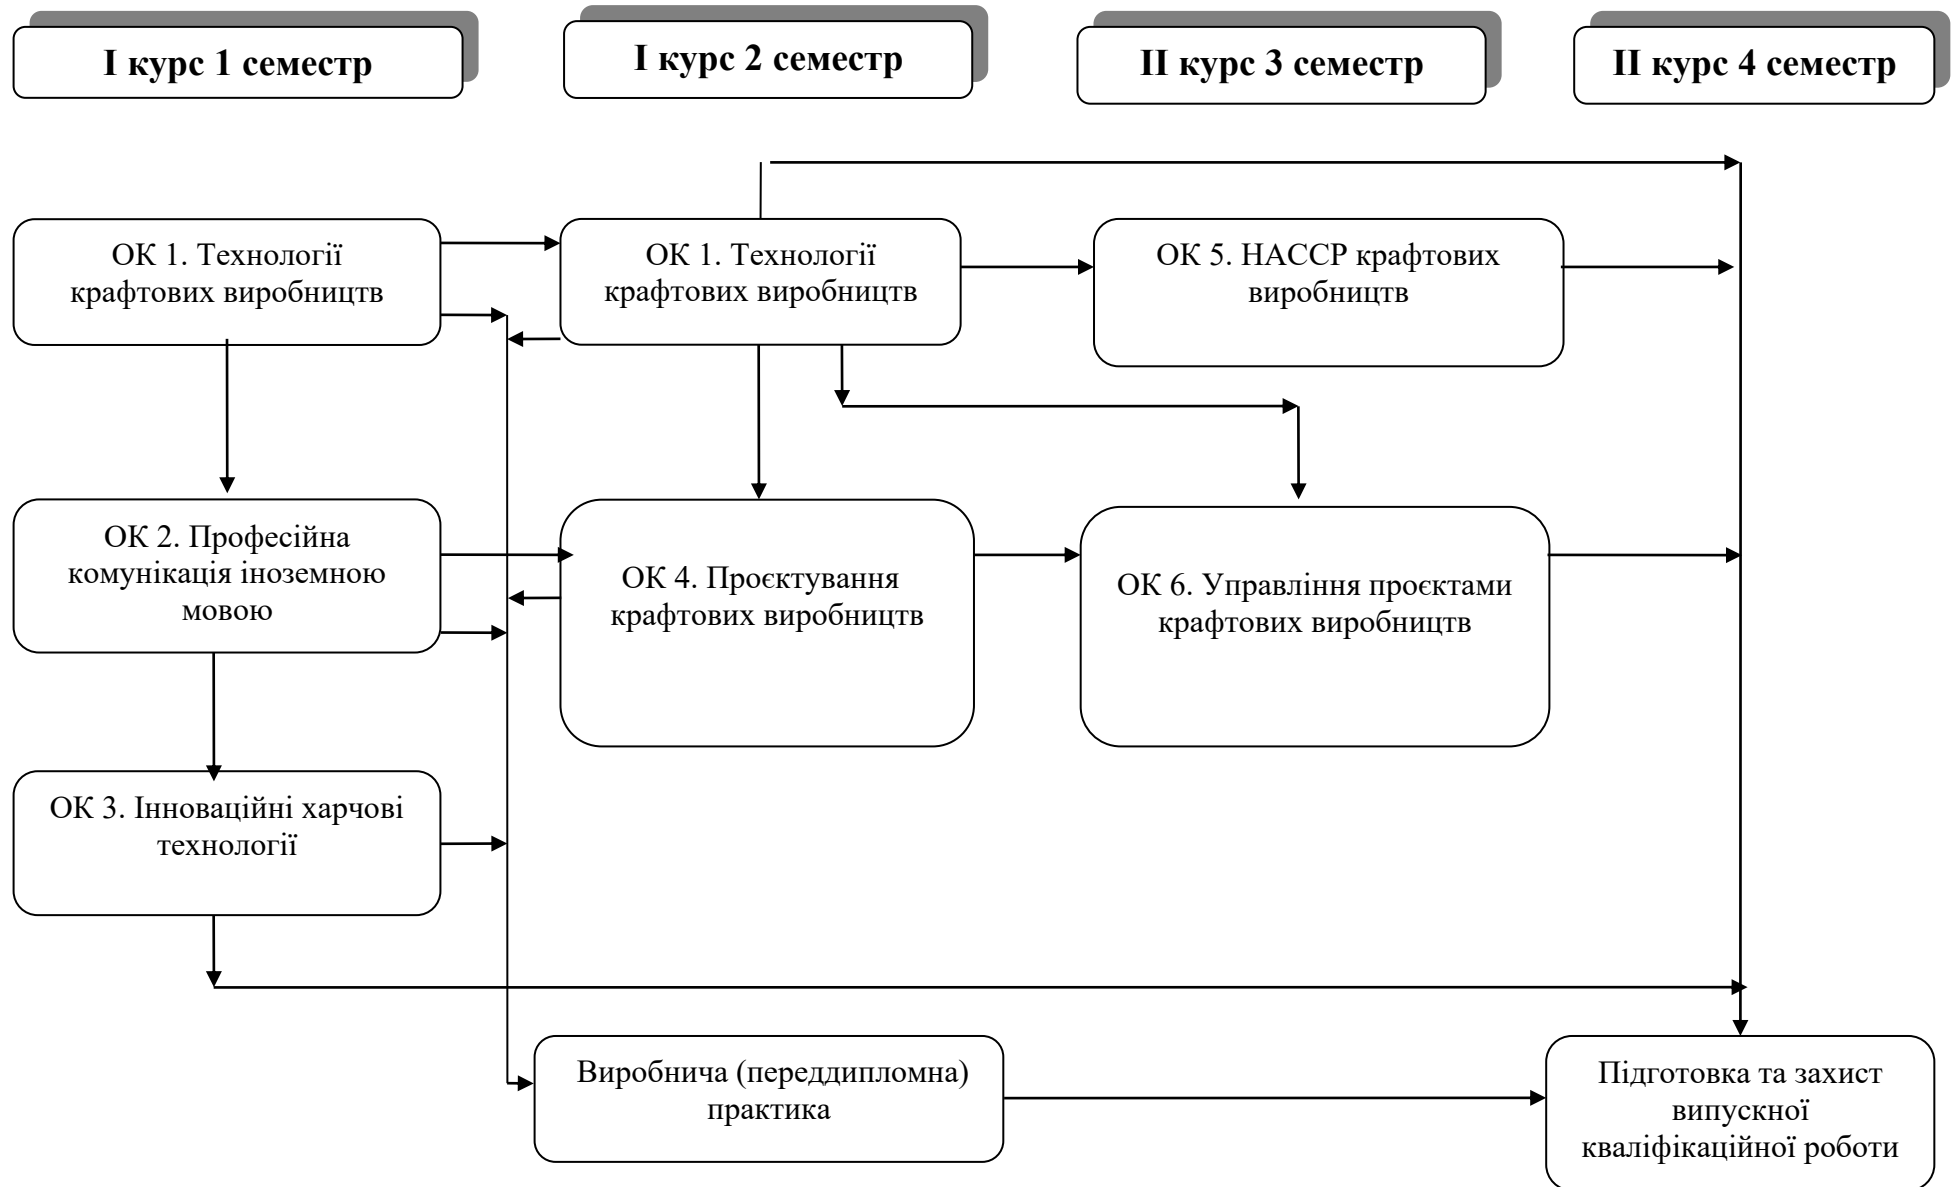 І курс 1 семестр
І курс 2 семестр
ІІ курс 3 семестр
ІІ курс 4 семестр
ОК 1. Технології
крафтових виробництв
ОК 1. Технології
крафтових виробництв
ОК 5. НАССР крафтових
виробництв
ОК 2. Професійна
комунікація іноземною
мовою
ОК 4. Проєктування
крафтових виробництв
ОК 6. Управління проєктами
крафтових виробництв
ОК 3. Інноваційні харчові
технології
Виробнича (переддипломна)
практика
Підготовка та захист
випускної
кваліфікаційної роботи